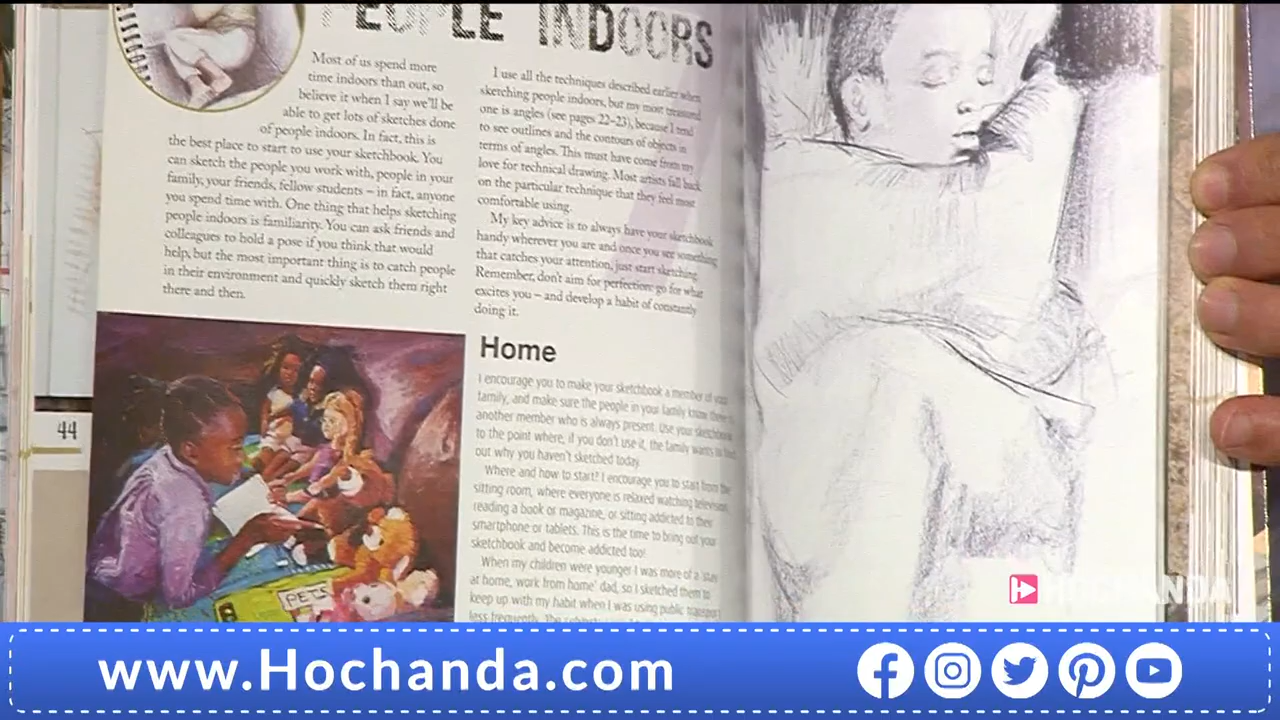 PEOPLE INDOORS
Most of us spend more
time indoors than out, so
believe it when I say we'll be
able to get lots of sketches done
of people indoors. In fact, this is
the best place to start to use your sketchbook. You
can sketch the people you work with, people in your
family, your friends, fellow students – in fact, anyone
you spend time with. One thing that helps sketching
people indoors is familiarity. You can ask friends and
colleagues to hold a pose if you think that would
help, but the most important thing is to catch people
in their environment and quickly sketch them right
there and then.
I use all the techniques described earlier when
sketching people indoors, but my most treasured
one is angles (see pages 22–23), because I tend
to see outlines and the contours of objects in
terms of angles. This must have come from my
love for technical drawing. Most artists fall back
on the particular technique that they feel most
comfortable using.
My key advice is to always have your sketchbook
handy wherever you are and once you see something
that catches your attention, just start sketching.
Remember, don't aim for perfection: go for what
excites you – and develop a habit of constantly
doing it.
Home
I encourage you to make your sketchbook a member of your
family, and make sure the people in your family know there is
another member who is always present. Use your sketchbook
to the point where, if you don't use it, the family wants to
out why you haven't sketched today.
Where and how to start? I encourage you to start from the
sitting room, where everyone is relaxed watching television,
reading a book or magazine, or sitting addicted to their
smartphone or tablets. This is the time to bring out your
sketchbook and become addicted too!
When my children were younger I was more of a 'stay
at home, work from home' dad, so I sketched them to
keep up with my habit when I was using public transport
less frequently. The
44
PETS
HOCHANDA
www.Hochanda.com